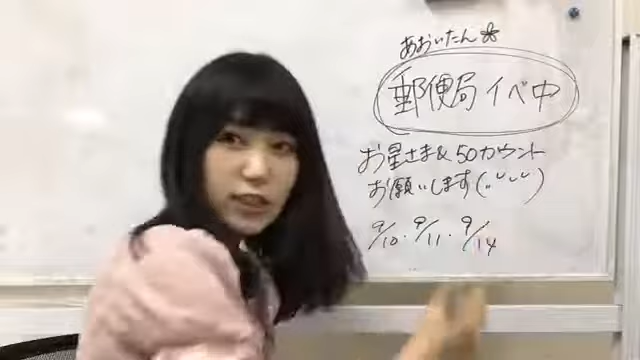 あおいたん
郵便局イベ中
お星さま&50カウント
お願いします(
9/10.9/11.9/14